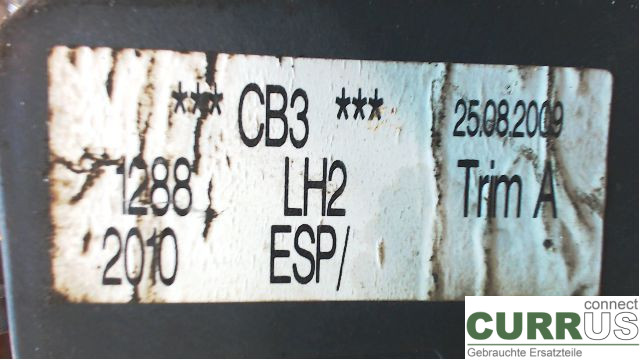 *** CB3 *** 25.08.2009
1288 LH2 Trim A
2010 ESP/
connect
CURRUS
Gebrauchte Ersatzteile